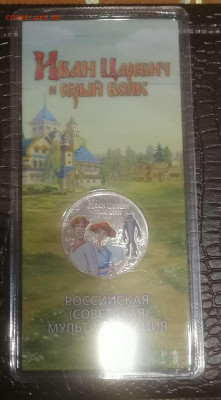 Иван Царевич
и серый волк
РОССИЙСКАЯ
(СОВЕТСКАЯ)
МУЛЬТИПЛИКАЦИЯ